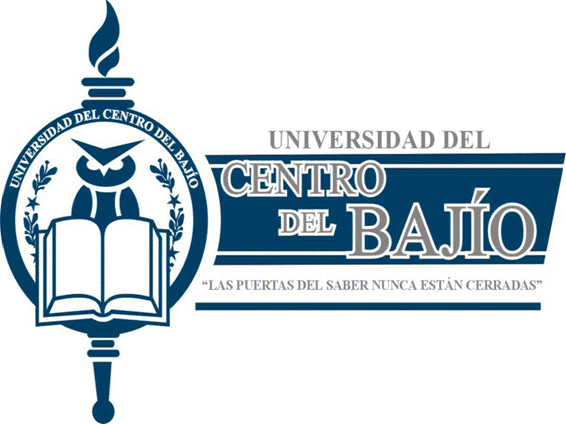 UNIVERSIDAD DEL CENTRO DEL BAJÍO
UNIVERSIDAD DEL
CENTRO
DEL BAJÍO
“LAS PUERTAS DEL SABER NUNCA ESTÁN CERRADAS”